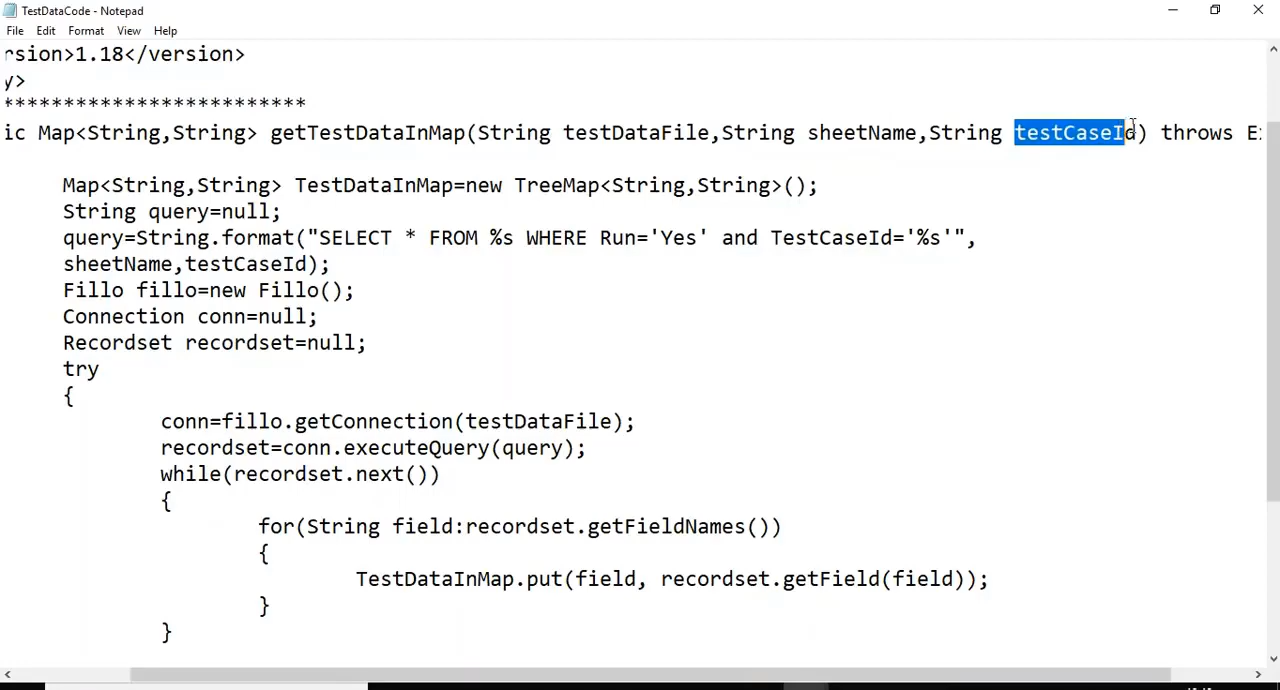 TestDataCode - Notepad
File Edit Format View Help
rsion>1.18</version>
y>
*************************
ic Map<String,String> getTestDataInMap(String testDataFile,String sheetName,String testCaseId) throws E
Map<String,String> TestDataInMap=new TreeMap<String,String>();
String query=null;
query=String.format("SELECT * FROM %s WHERE Run='Yes' and TestCaseId='%s'",
sheetName,testCaseId);
Fillo fillo=new Fillo();
Connection conn=null;
Recordset recordset=null;
try
{
conn=fillo.getConnection(testDataFile);
recordset=conn.executeQuery(query);
while(recordset.next())
{
for(String field:recordset.getFieldNames())
{
TestDataInMap.put(field, recordset.getField(field));
}
}